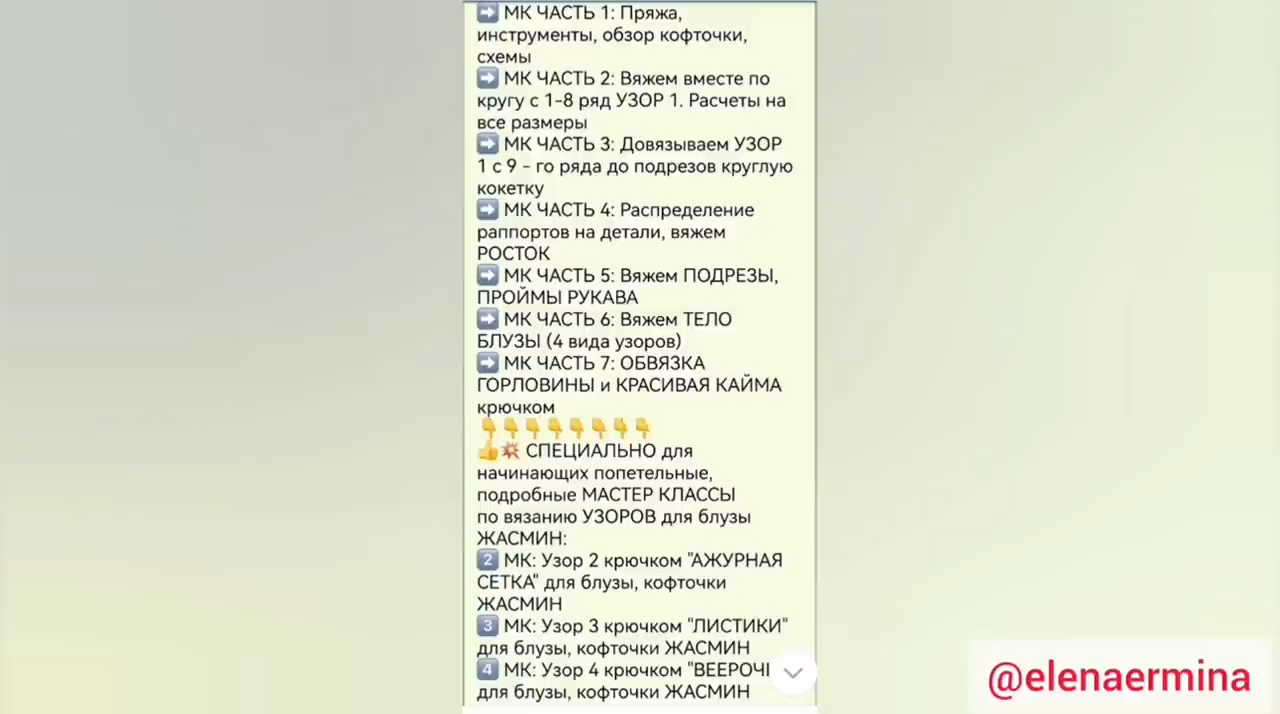 ➡️ МК ЧАСТЬ 1: Пряжа,
инструменты, обзор кофточки,
схемы
➡️ МК ЧАСТЬ 2: Вяжем вместе по
кругу с 1-8 ряд УЗОР 1. Расчеты на
все размеры
➡️ МК ЧАСТЬ 3: Довязываем УЗОР
1 с 9 - го ряда до подрезов круглую
кокетку
➡️ МК ЧАСТЬ 4: Распределение
раппортов на детали, вяжем
РОСТОК
➡️ МК ЧАСТЬ 5: Вяжем ПОДРЕЗЫ,
ПРОЙМЫ РУКАВА
➡️ МК ЧАСТЬ 6: Вяжем ТЕЛО
БЛУЗЫ (4 вида узоров)
➡️ МК ЧАСТЬ 7: ОБВЯЗКА
ГОРЛОВИНЫ и КРАСИВАЯ КАЙМА
крючком
👇👇👇👇👇👇👇👇
👍💥 СПЕЦИАЛЬНО для
начинающих попетельные,
подробные МАСТЕР КЛАССЫ
по вязанию УЗОРОВ для блузы
ЖАСМИН:
2️⃣ МК: Узор 2 крючком "АЖУРНАЯ
СЕТКА" для блузы, кофточки
ЖАСМИН
3️⃣ МК: Узор 3 крючком "ЛИСТИКИ"
для блузы, кофточки ЖАСМИН
4️⃣ МК: Узор 4 крючком
для блузы, кофточки ЖАСМИН
@elenaermina